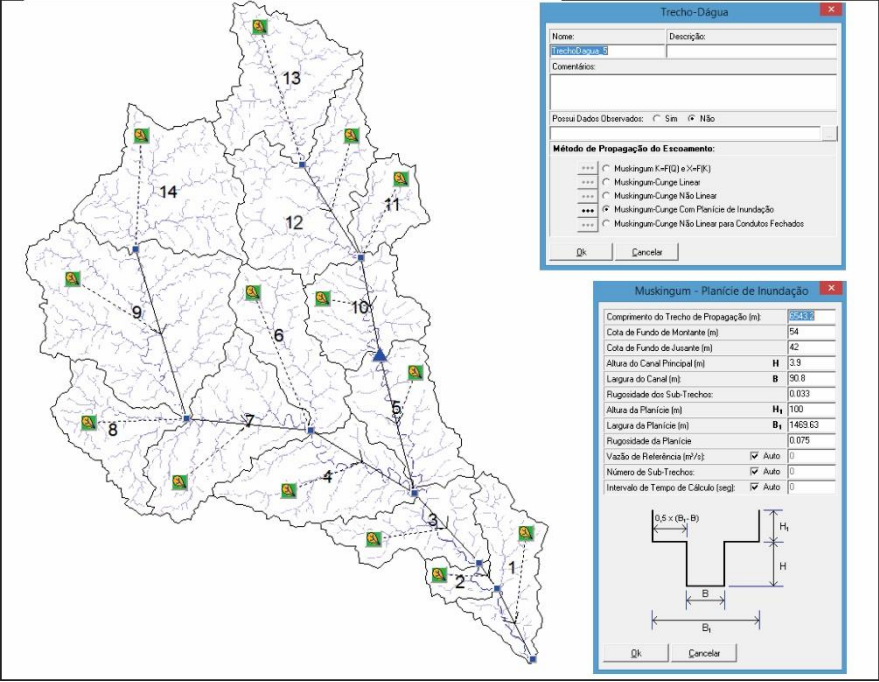 13
14
11
12
10
9
6
5
8
7
4
3
2
1
Trecho-Dágua
Nome:
Descrição:
TrechoDagua_5
Comentários:
Possui Dados Observados:
Sim
Não
...
Método de Propagação do Escoamento:
... Muskingum K=F(Q) e X=F(K)
... Muskingum-Cunge Linear
... Muskingum-Cunge Não Linear
... Muskingum-Cunge Com Planície de Inundação
... Muskingum-Cunge Não Linear para Condutos Fechados
Ok
Cancelar
Muskingum - Planície de Inundação
Comprimento do Trecho de Propagação (m): 6543.2
Cota de Fundo de Montante (m) 54
Cota de Fundo de Jusante (m) 42
Altura do Canal Principal (m) H 3.9
Largura do Canal (m): B 90.8
Rugosidade dos Sub-Trechos: 0.033
Altura da Planície (m) H₁ 100
Largura da Planície (m) B₁ 1469.63
Rugosidade da Planície 0.075
Vazão de Referência (m³/s): Auto 0
Número de Sub-Trechos: Auto 0
Intervalo de Tempo de Cálculo (seg): Auto 0
0,5 x (B₁- B)
H₁
H
B
B₁
Ok
Cancelar